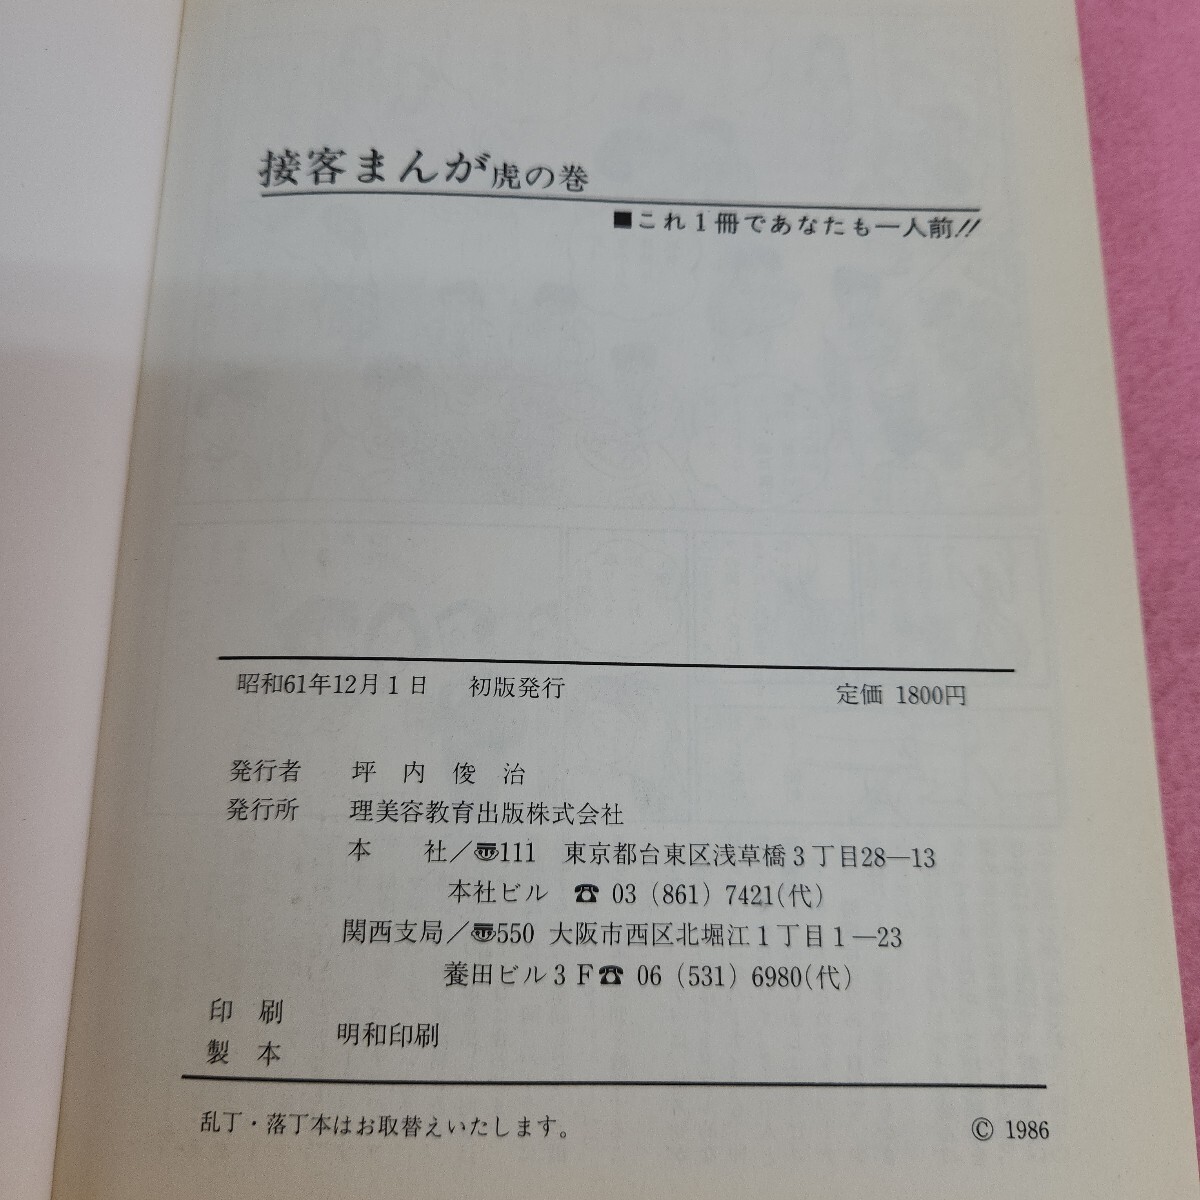 接客まんが虎の巻
■これ1冊であなたも一人前!!
昭和61年12月1日 初版発行 定価 1800円
発行者 坪内俊治
発行所 理美容教育出版株式会社
本 社/〠111 東京都台東区浅草橋3丁目28―13
本社ビル ☎ 03(861)7421(代)
関西支局/〠550 大阪市西区北堀江1丁目1―23
養田ビル3F☎ 06(531)6980(代)
印 刷
製 本
明和印刷
乱丁・落丁本はお取替えいたします。
© 1986